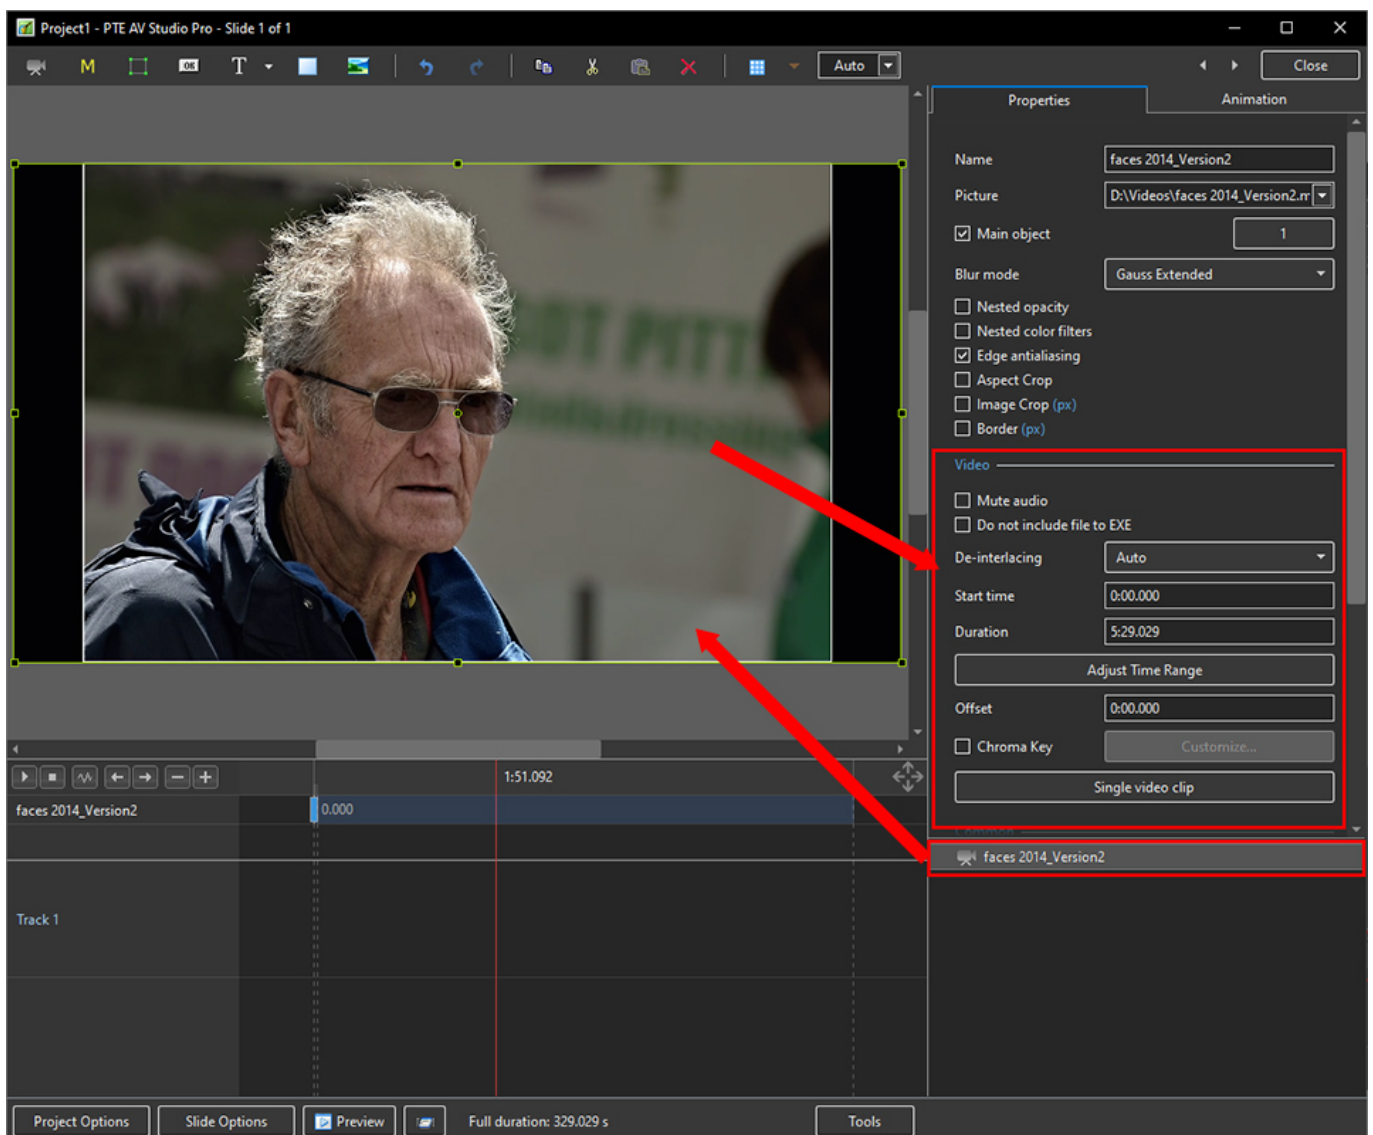 Project1 - PTE AV Studio Pro - Slide 1 of 1
M OK T Auto Close
Properties Animation
Name faces 2014_Version2
Picture D:\Videos\faces 2014_Version2.m
Main object 1
Blur mode Gauss Extended
Nested opacity
Nested color filters
Edge antialiasing
Aspect Crop
Image Crop (px)
Border (px)
Video
Mute audio
Do not include file to EXE
De-interlacing Auto
Start time 0:00.000
Duration 5:29.029
Adjust Time Range
Offset 0:00.000
Chroma Key Customize...
Single video clip
Common
faces 2014_Version2
1:51.092
faces 2014_Version2 0.000
Track 1
Project Options Slide Options Preview Full duration: 329.029 s Tools